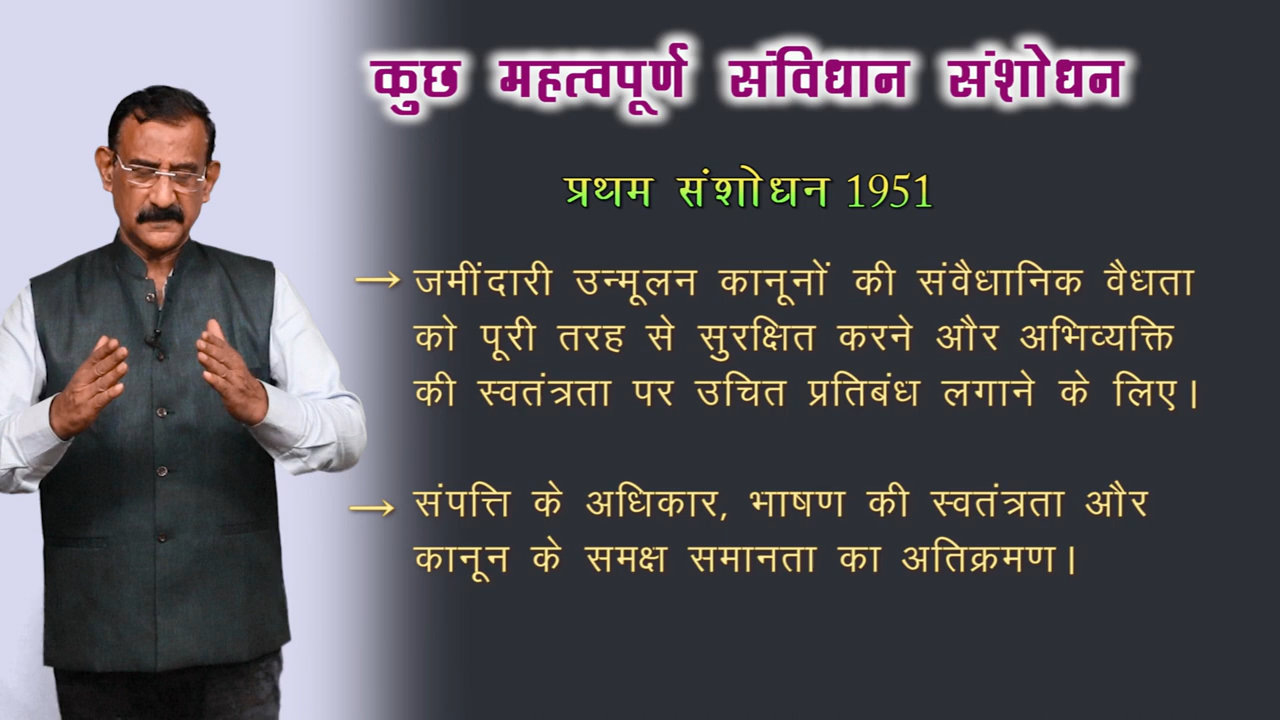 कुछ महत्वपूर्ण संविधान संशोधन
प्रथम संशोधन 1951
→ जमींदारी उन्मूलन कानूनों की संवैधानिक वैधता
को पूरी तरह से सुरक्षित करने और अभिव्यक्ति
की स्वतंत्रता पर उचित प्रतिबंध लगाने के लिए।
→ संपत्ति के अधिकार, भाषण की स्वतंत्रता और
कानून के समक्ष समानता का अतिक्रमण।